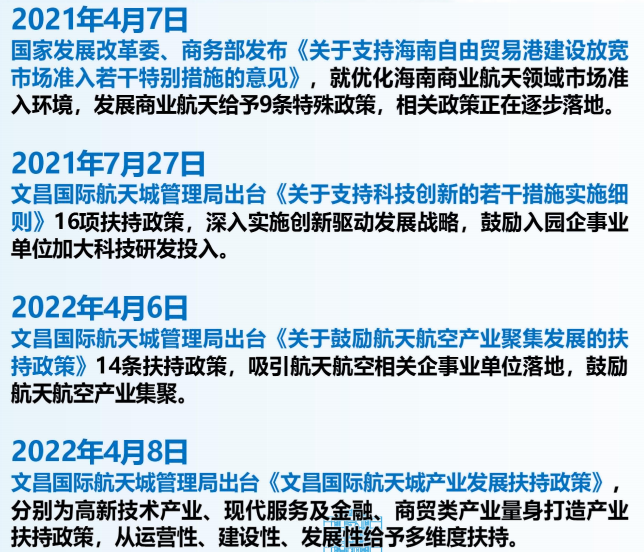 2021年4月7日
国家发展改革委、商务部发布《关于支持海南自由贸易港建设放宽
市场准入若干特别措施的意见》，就优化海南商业航天领域市场准
入环境，发展商业航天给予9条特殊政策，相关政策正在逐步落地。
2021年7月27日
文昌国际航天城管理局出台《关于支持科技创新的若干措施实施细
则》16项扶持政策，深入实施创新驱动发展战略，鼓励入园企事业
单位加大科技研发投入。
2022年4月6日
文昌国际航天城管理局出台《关于鼓励航天航空产业聚集发展的扶
持政策》14条扶持政策，吸引航天航空相关企事业单位落地，鼓励
航天航空产业集聚。
2022年4月8日
文昌国际航天城管理局出台《文昌国际航天城产业发展扶持政策》，
分别为高新技术产业、现代服务及金融、商贸类产业量身打造产业
扶持政策，从运营性、建设性、发展性给予多维度扶持。